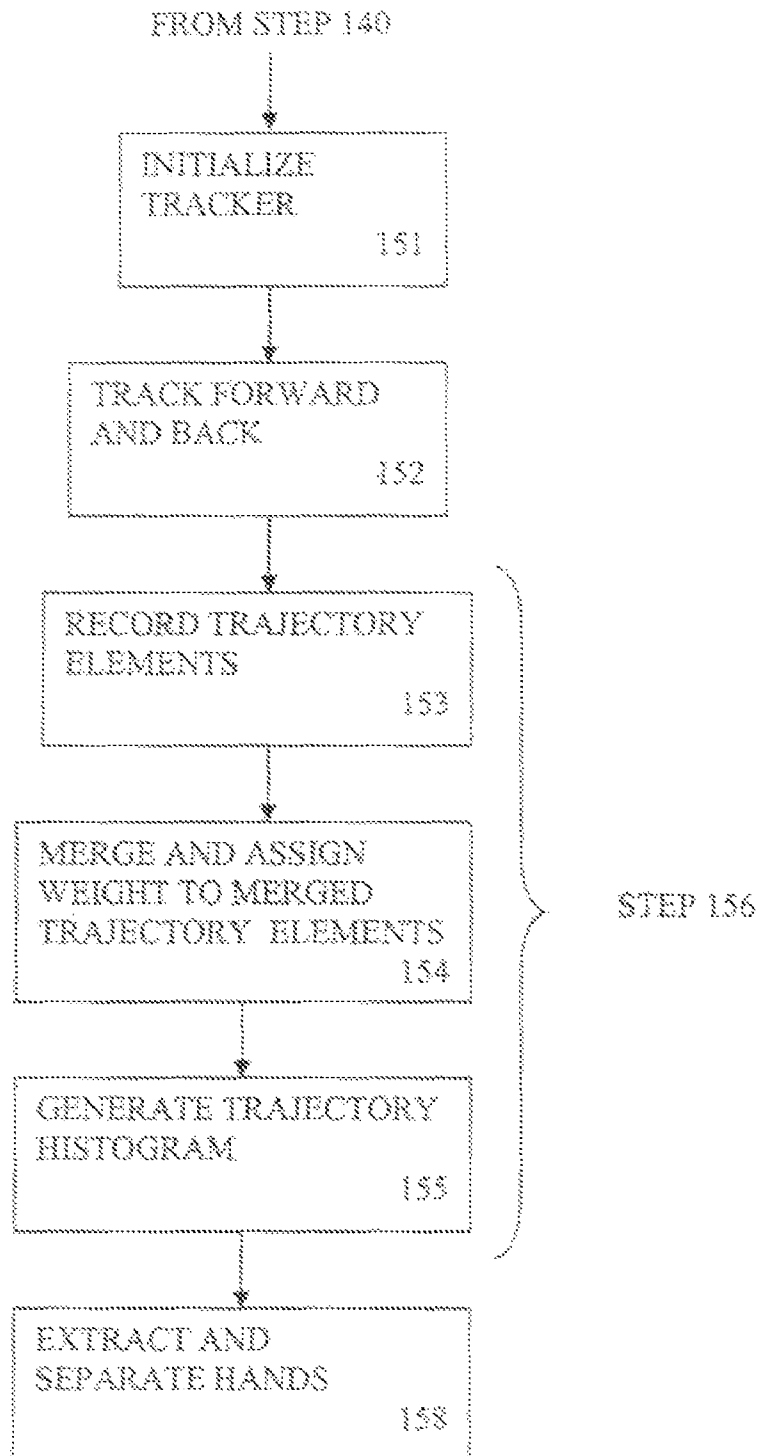 FROM STEP 140
INITIALIZE
TRACKER
151
TRACK FORWARD
AND BACK
152
RECORD TRAJECTORY
ELEMENTS
153
MERGE AND ASSIGN
WEIGHT TO MERGED
TRAJECTORY ELEMENTS
154
STEP 156
GENERATE TRAJECTORY
HISTOGRAM
155
EXTRACT AND
SEPARATE HANDS
158